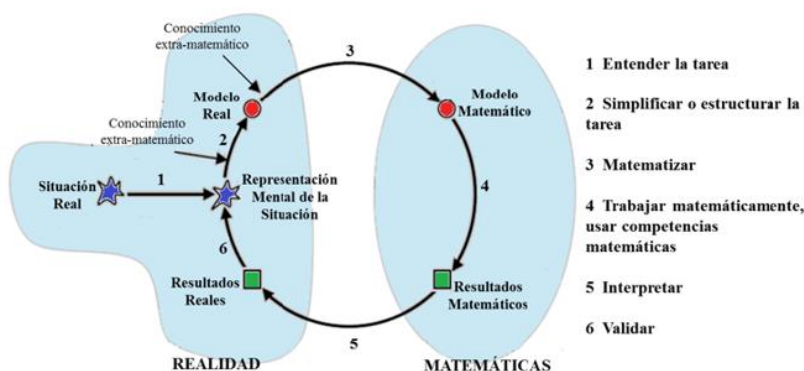 Conocimiento
extra-matemático
3
Modelo
Real
Modelo
Matemático
Conocimiento
extra-matemático
2
Situación
Real
1
Representación
Mental de la
Situación
4
6
Resultados
Reales
Resultados
Matemáticos
5
REALIDAD
MATEMÁTICAS
1 Entender la tarea
2 Simplificar o estructurar la
tarea
3 Matematizar
4 Trabajar matemáticamente,
usar competencias
matemáticas
5 Interpretar
6 Validar